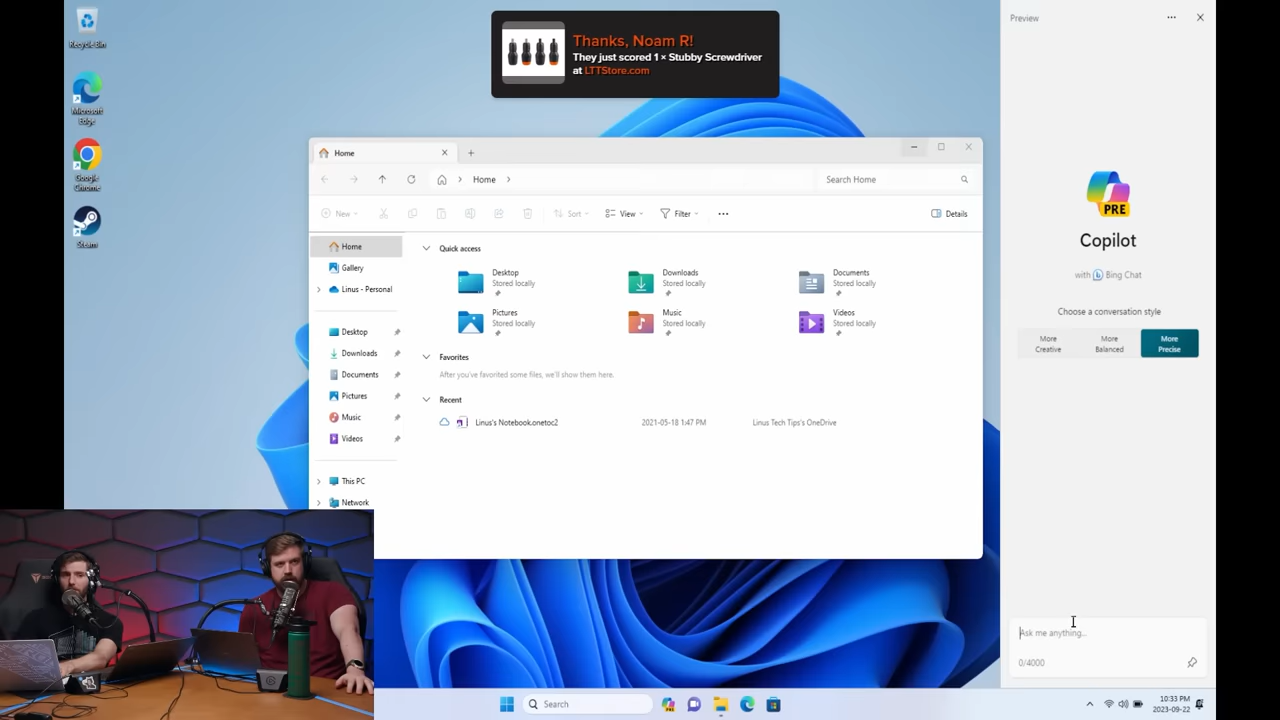 Recycle Bin
Microsoft
Edge
Google
Chrome
Steam
Thanks, Noam R!
They just scored 1 × Stubby Screwdriver
at LTTStore.com
Home
Home
Search Home
New
Sort
View
Filter
Details
Home
Gallery
Linus - Personal
Desktop
Downloads
Documents
Pictures
Music
Videos
This PC
Network
Quick access
Desktop
Stored locally
Downloads
Stored locally
Documents
Stored locally
Pictures
Stored locally
Music
Stored locally
Videos
Stored locally
Favorites
After you've favorited some files, we'll show them here.
Recent
Linus's Notebook.onetoc2
2021-05-18 1:47 PM
Linus Tech Tips's OneDrive
Preview
PRE
Copilot
with Bing Chat
Choose a conversation style
More
Creative
More
Balanced
More
Precise
Ask me anything...
0/4000
Search
PRE
10:33 PM
2023-09-22